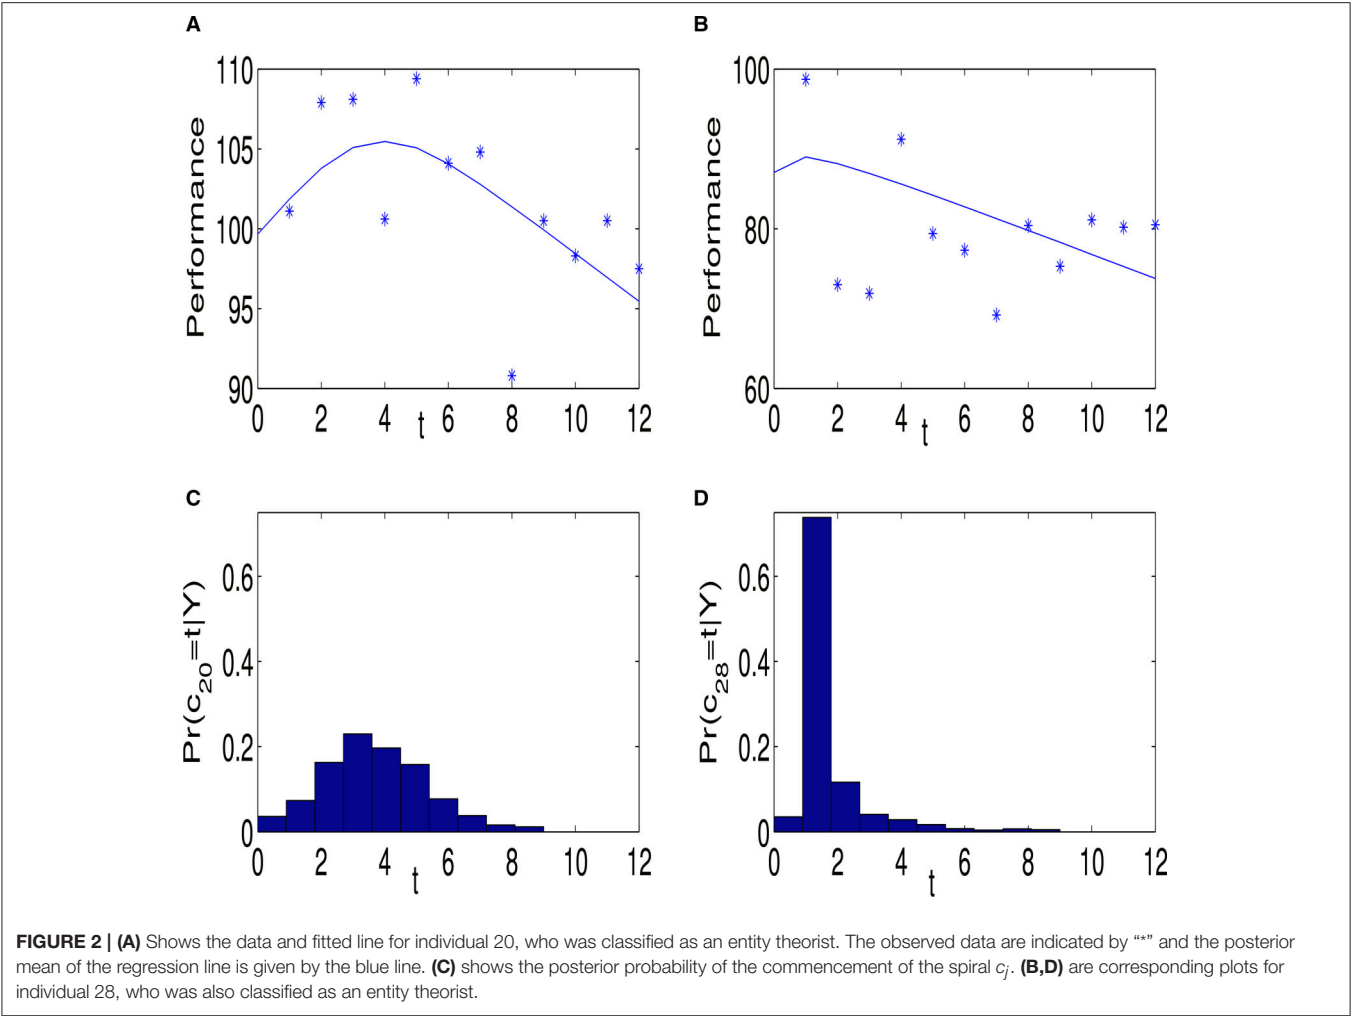 A
B
110
105
100
95
90
Performance
0 2 4 6 8 10 12
t
100
80
60
Performance
0 2 4 6 8 10 12
t
C
D
0.6
0.4
0.2
0
Pr(c20=t|Y)
0 2 4 6 8 10 12
t
0.6
0.4
0.2
0
Pr(c28=t|Y)
0 2 4 6 8 10 12
t
FIGURE 2 | (A) Shows the data and fitted line for individual 20, who was classified as an entity theorist. The observed data are indicated by “*” and the posterior
mean of the regression line is given by the blue line. (C) shows the posterior probability of the commencement of the spiral cj. (B,D) are corresponding plots for
individual 28, who was also classified as an entity theorist.